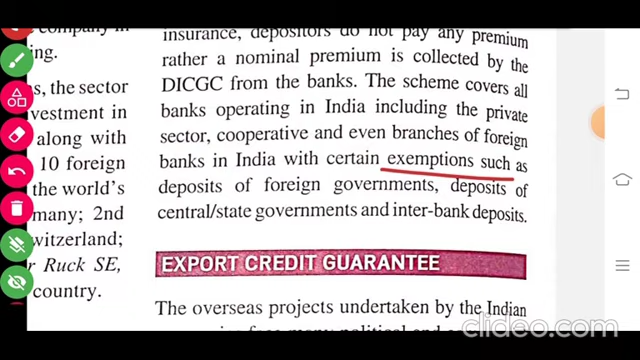 ing.
ns, the sector
vestment in
along with
10 foreign
the world's
many; 2nd
witzerland;
r Ruck SE,
country.
insurance, depositors do not pay any premium
rather a nominal premium is collected by the
DICGC from the banks. The scheme covers all
banks operating in India including the private
sector, cooperative and even branches of foreign
banks in India with certain exemptions such as
deposits of foreign governments, deposits of
central/state governments and inter-bank deposits.
EXPORT CREDIT GUARANTEE
The overseas projects undertaken by the Indian
clideo.com